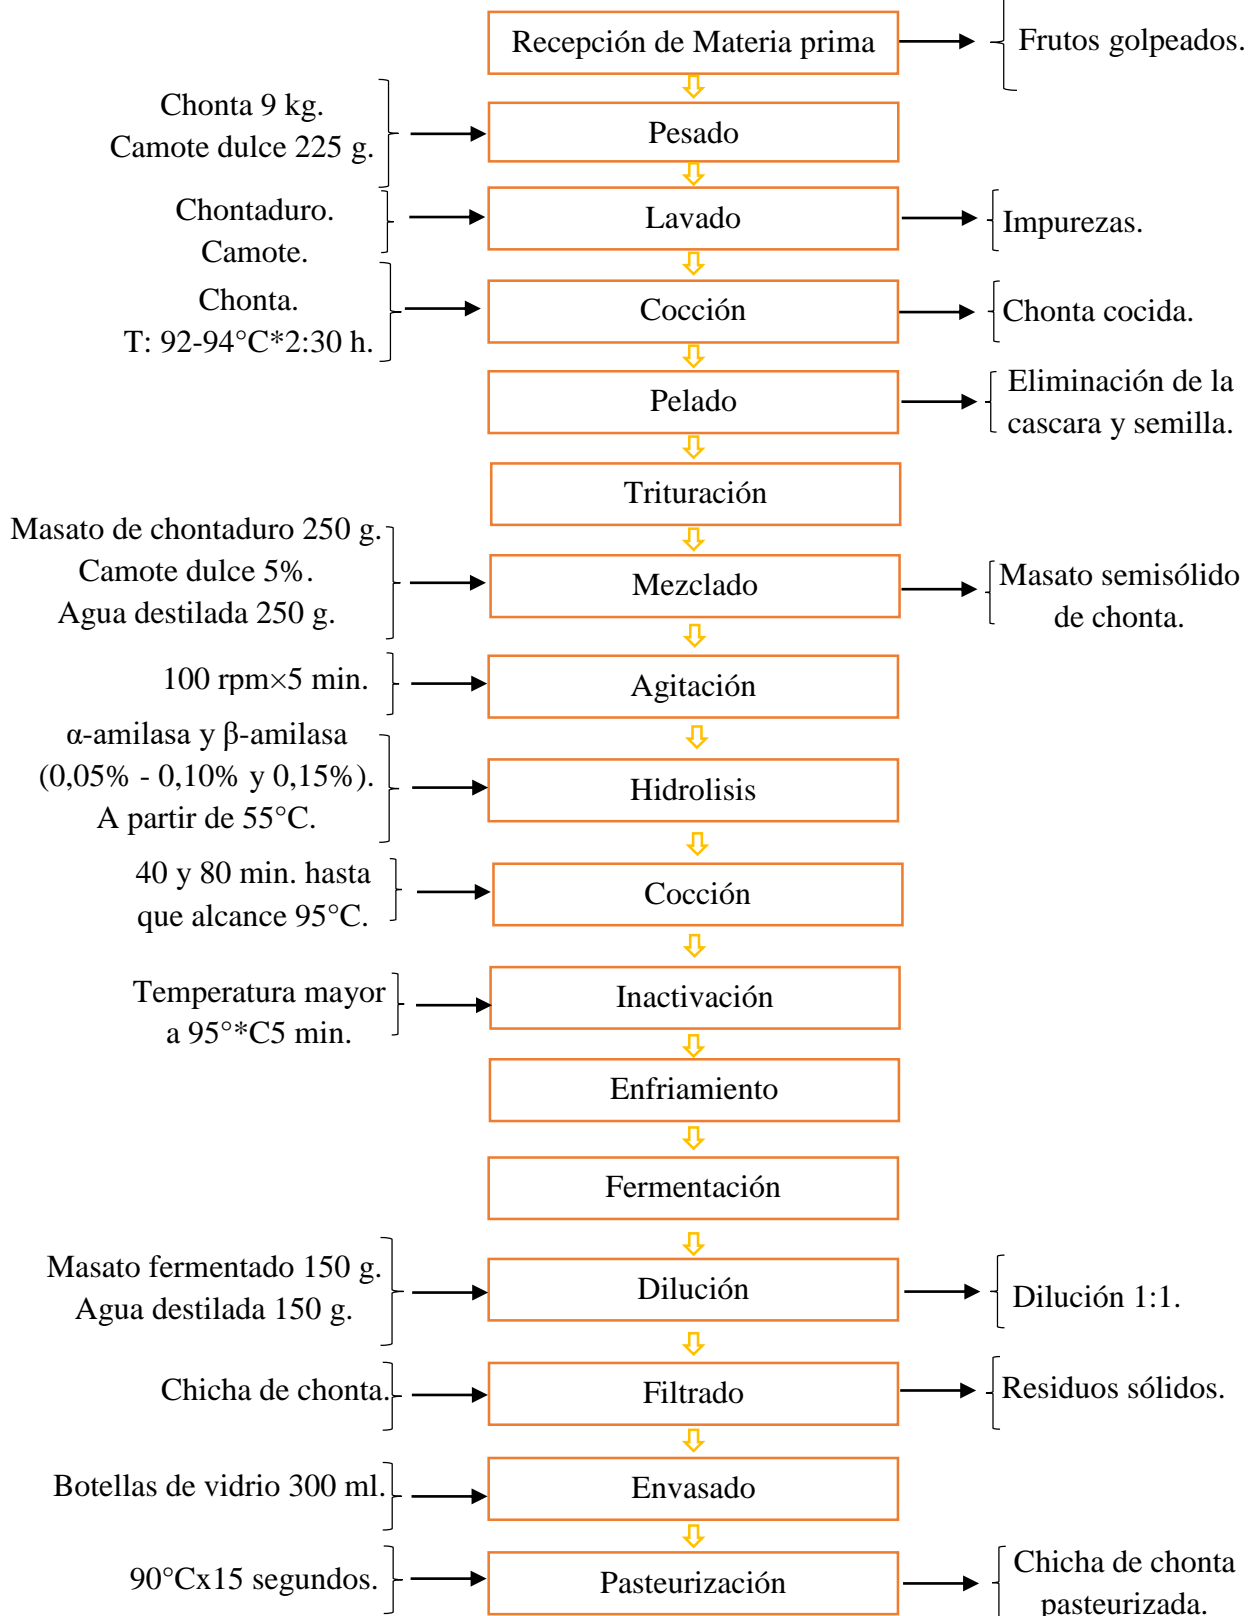 Recepción de Materia prima
Frutos golpeados.
Chonta 9 kg.
Camote dulce 225 g.
Pesado
Chontaduro.
Camote.
Lavado
Impurezas.
Chonta.
T: 92-94°C*2:30 h.
Cocción
Chonta cocida.
Pelado
Eliminación de la
cascara y semilla.
Trituración
Masato de chontaduro 250 g.
Camote dulce 5%.
Agua destilada 250 g.
Mezclado
Masato semisólido
de chonta.
100 rpm×5 min.
Agitación
α-amilasa y β-amilasa
(0,05% - 0,10% y 0,15%).
A partir de 55°C.
Hidrolisis
40 y 80 min. hasta
que alcance 95°C.
Cocción
Temperatura mayor
a 95°*C5 min.
Inactivación
Enfriamiento
Fermentación
Masato fermentado 150 g.
Agua destilada 150 g.
Dilución
Dilución 1:1.
Chicha de chonta.
Filtrado
Residuos sólidos.
Botellas de vidrio 300 ml.
Envasado
90°Cx15 segundos.
Pasteurización
Chicha de chonta
pasteurizada.